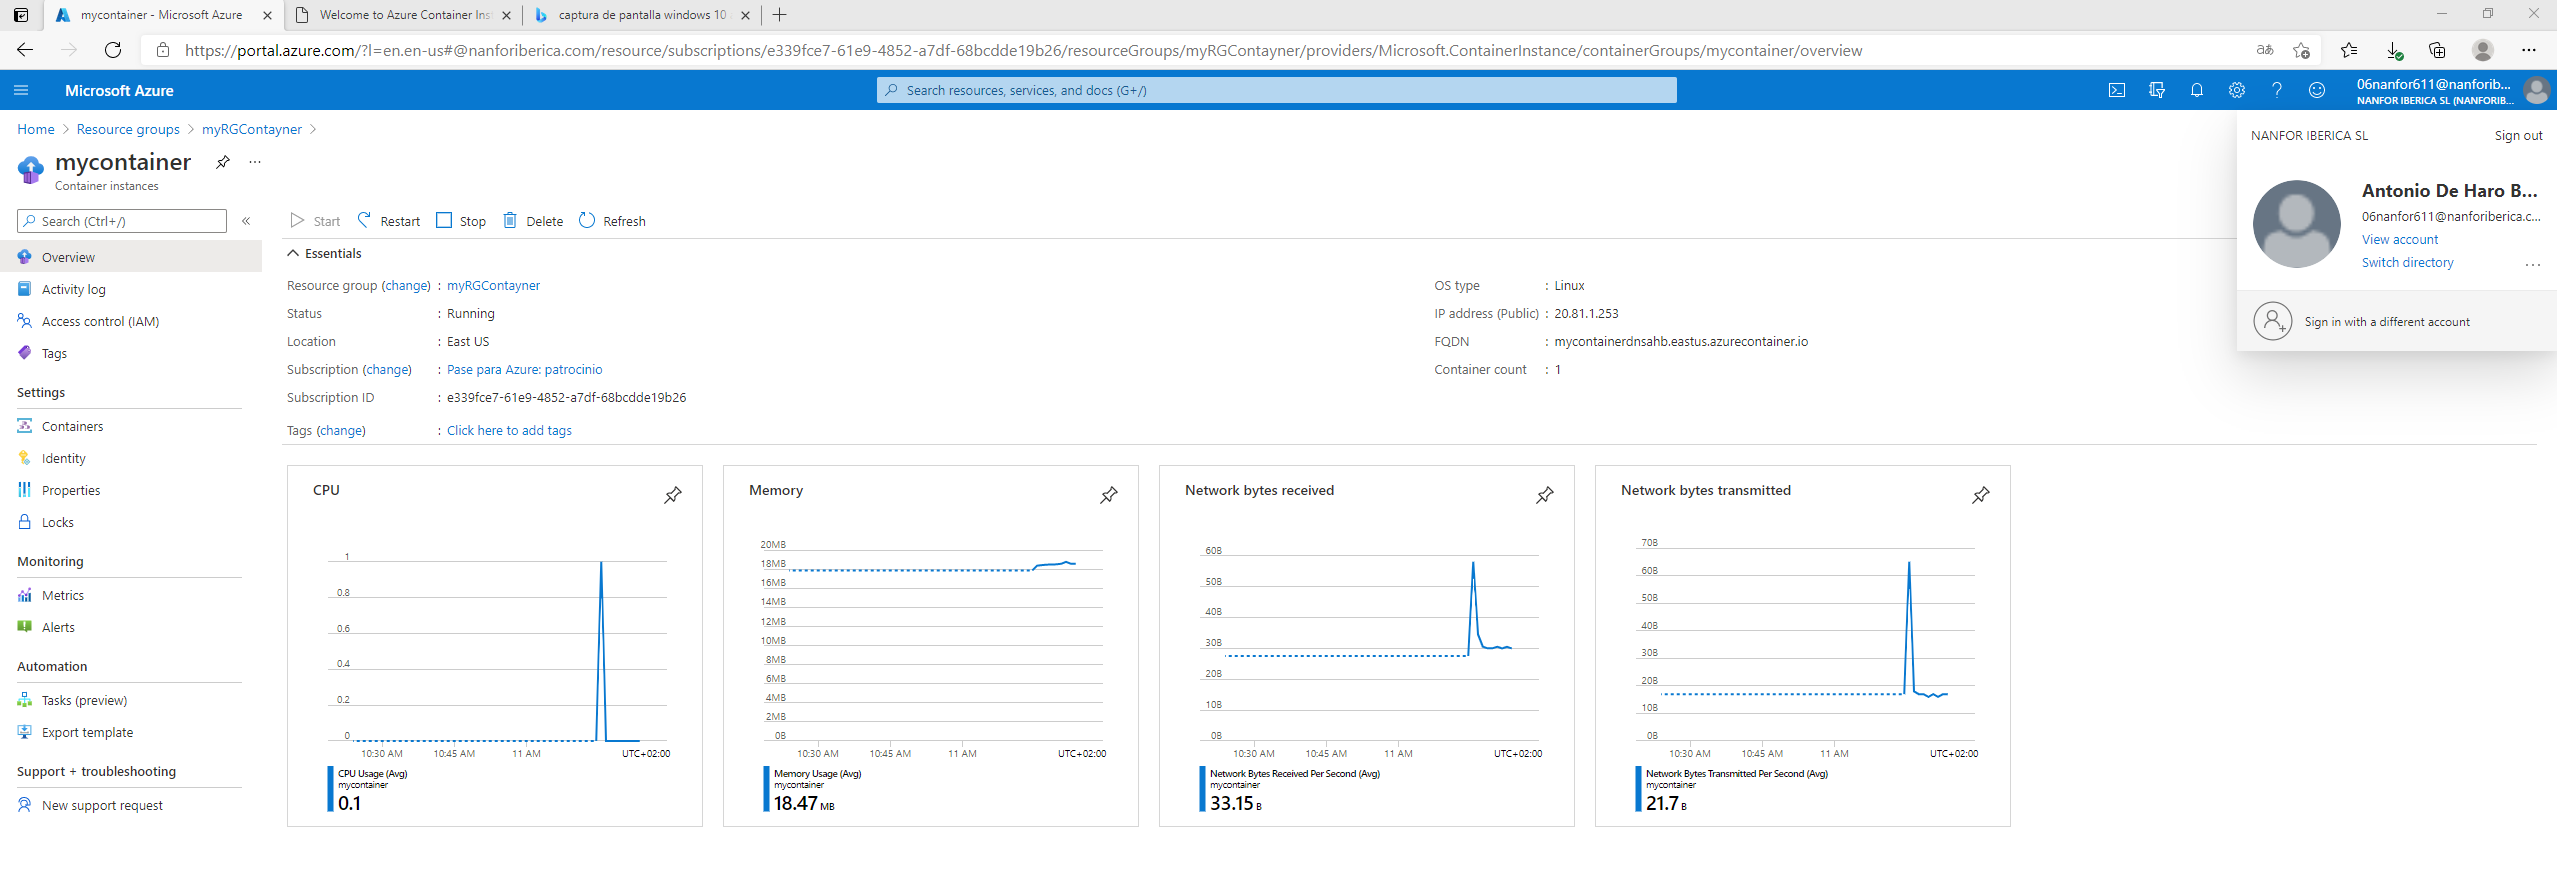 mycontainer - Microsoft Azure
Welcome to Azure Container Ins
captura de pantalla windows 10
https://portal.azure.com/?l=en.en-us#@nanforiberica.com/resource/subscriptions/e339fce7-61e9-4852-a7df-68bcdde19b26/resourceGroups/myRGContayner/providers/Microsoft.ContainerInstance/containerGroups/mycontainer/overview
Microsoft Azure
Search resources, services, and docs (G+/)
06nanfor611@nanforib...
NANFOR IBERICA SL (NANFORIB...
Home > Resource groups > myRGContayner >
mycontainer
Container instances
NANFOR IBERICA SL
Sign out
Antonio De Haro B...
06nanfor611@nanforiberica.c...
View account
Switch directory
Sign in with a different account
Search (Ctrl+/)
Overview
Activity log
Access control (IAM)
Tags
Settings
Containers
Identity
Properties
Locks
Monitoring
Metrics
Alerts
Automation
Tasks (preview)
Export template
Support + troubleshooting
New support request
Start
Restart
Stop
Delete
Refresh
Essentials
Resource group (change) : myRGContayner
Status : Running
Location : East US
Subscription (change) : Pase para Azure: patrocinio
Subscription ID : e339fce7-61e9-4852-a7df-68bcdde19b26
Tags (change) : Click here to add tags
OS type : Linux
IP address (Public) : 20.81.1.253
FQDN : mycontainerdnsahb.eastus.azurecontainer.io
Container count : 1
CPU
1
0.8
0.6
0.4
0.2
0
10:30 AM
10:45 AM
11 AM
UTC+02:00
CPU Usage (Avg)
mycontainer
0.1
Memory
20MB
18MB
16MB
14MB
12MB
10MB
8MB
6MB
4MB
2MB
0B
10:30 AM
10:45 AM
11 AM
UTC+02:00
Memory Usage (Avg)
mycontainer
18.47 MB
Network bytes received
60B
50B
40B
30B
20B
10B
0B
10:30 AM
10:45 AM
11 AM
UTC+02:00
Network Bytes Received Per Second (Avg)
mycontainer
33.15 B
Network bytes transmitted
70B
60B
50B
40B
30B
20B
10B
0B
10:30 AM
10:45 AM
11 AM
UTC+02:00
Network Bytes Transmitted Per Second (Avg)
mycontainer
21.7 B